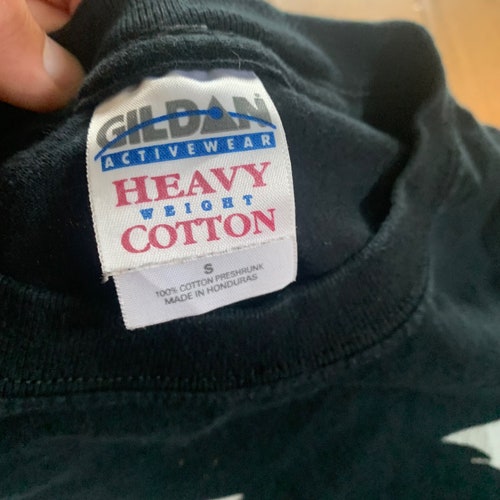 GILDAN
ACTIVEWEAR
HEAVY
WEIGHT
COTTON
S
100% COTTON PRESHRUNK
MADE IN HONDURAS